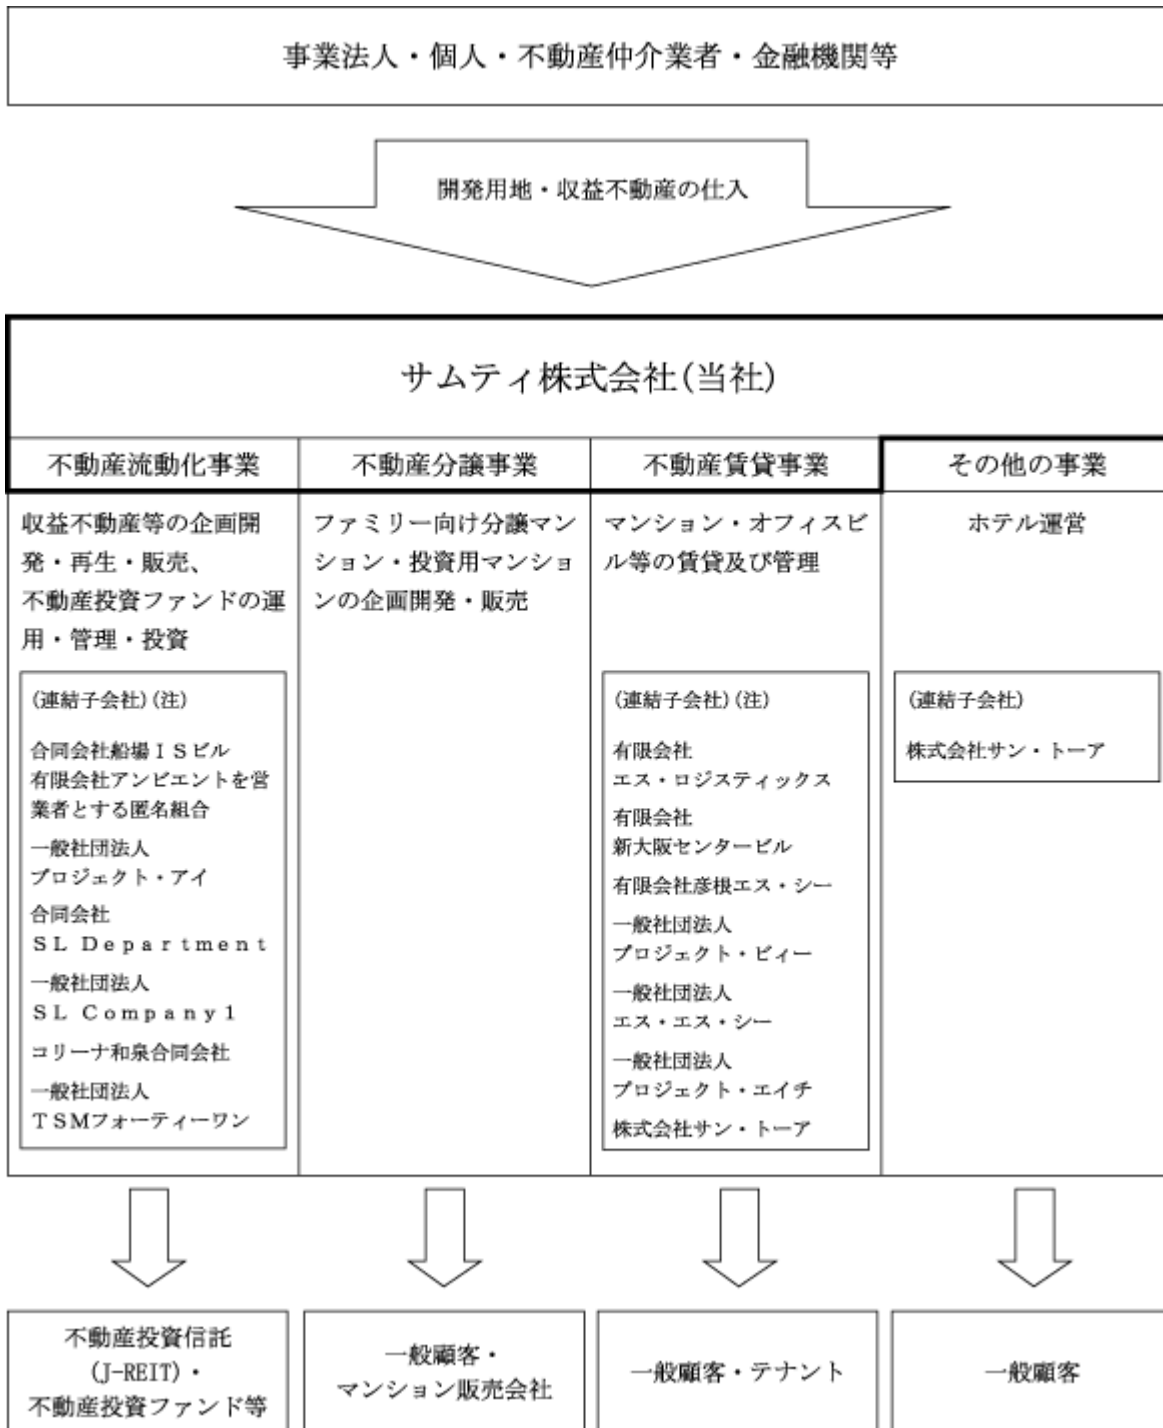 事業法人・個人・不動産仲介業者・金融機関等
開発用地・収益不動産の仕入
サムティ株式会社(当社)
不動産流動化事業
不動産分譲事業
不動産賃貸事業
その他の事業
収益不動産等の企画開
発・再生・販売、
不動産投資ファンドの運
用・管理・投資
(連結子会社)(注)
合同会社船場ＩＳビル
有限会社アンビエントを営
業者とする匿名組合
一般社団法人
プロジェクト・アイ
合同会社
ＳＬ Ｄｅｐａｒｔｍｅｎｔ
一般社団法人
ＳＬ Ｃｏｍｐａｎｙ１
コリーナ和泉合同会社
一般社団法人
ＴＳＭフォーティーワン
ファミリー向け分譲マン
ション・投資用マンショ
ンの企画開発・販売
マンション・オフィスビ
ル等の賃貸及び管理
(連結子会社)(注)
有限会社
エス・ロジスティックス
有限会社
新大阪センタービル
有限会社彦根エス・シー
一般社団法人
プロジェクト・ビィー
一般社団法人
エス・エス・シー
一般社団法人
プロジェクト・エイチ
株式会社サン・トーア
ホテル運営
(連結子会社)
株式会社サン・トーア
不動産投資信託
(J-REIT)・
不動産投資ファンド等
一般顧客・
マンション販売会社
一般顧客・テナント
一般顧客